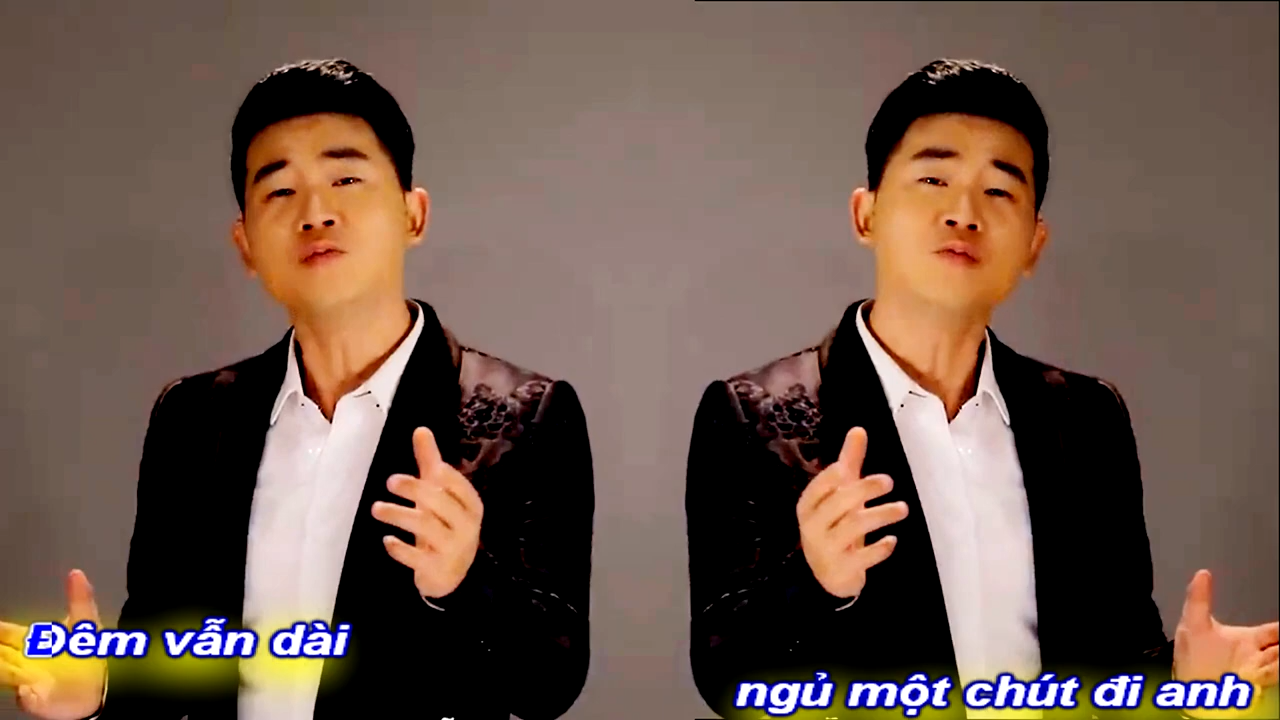 Đêm vẫn dài
ngủ một chút đi anh